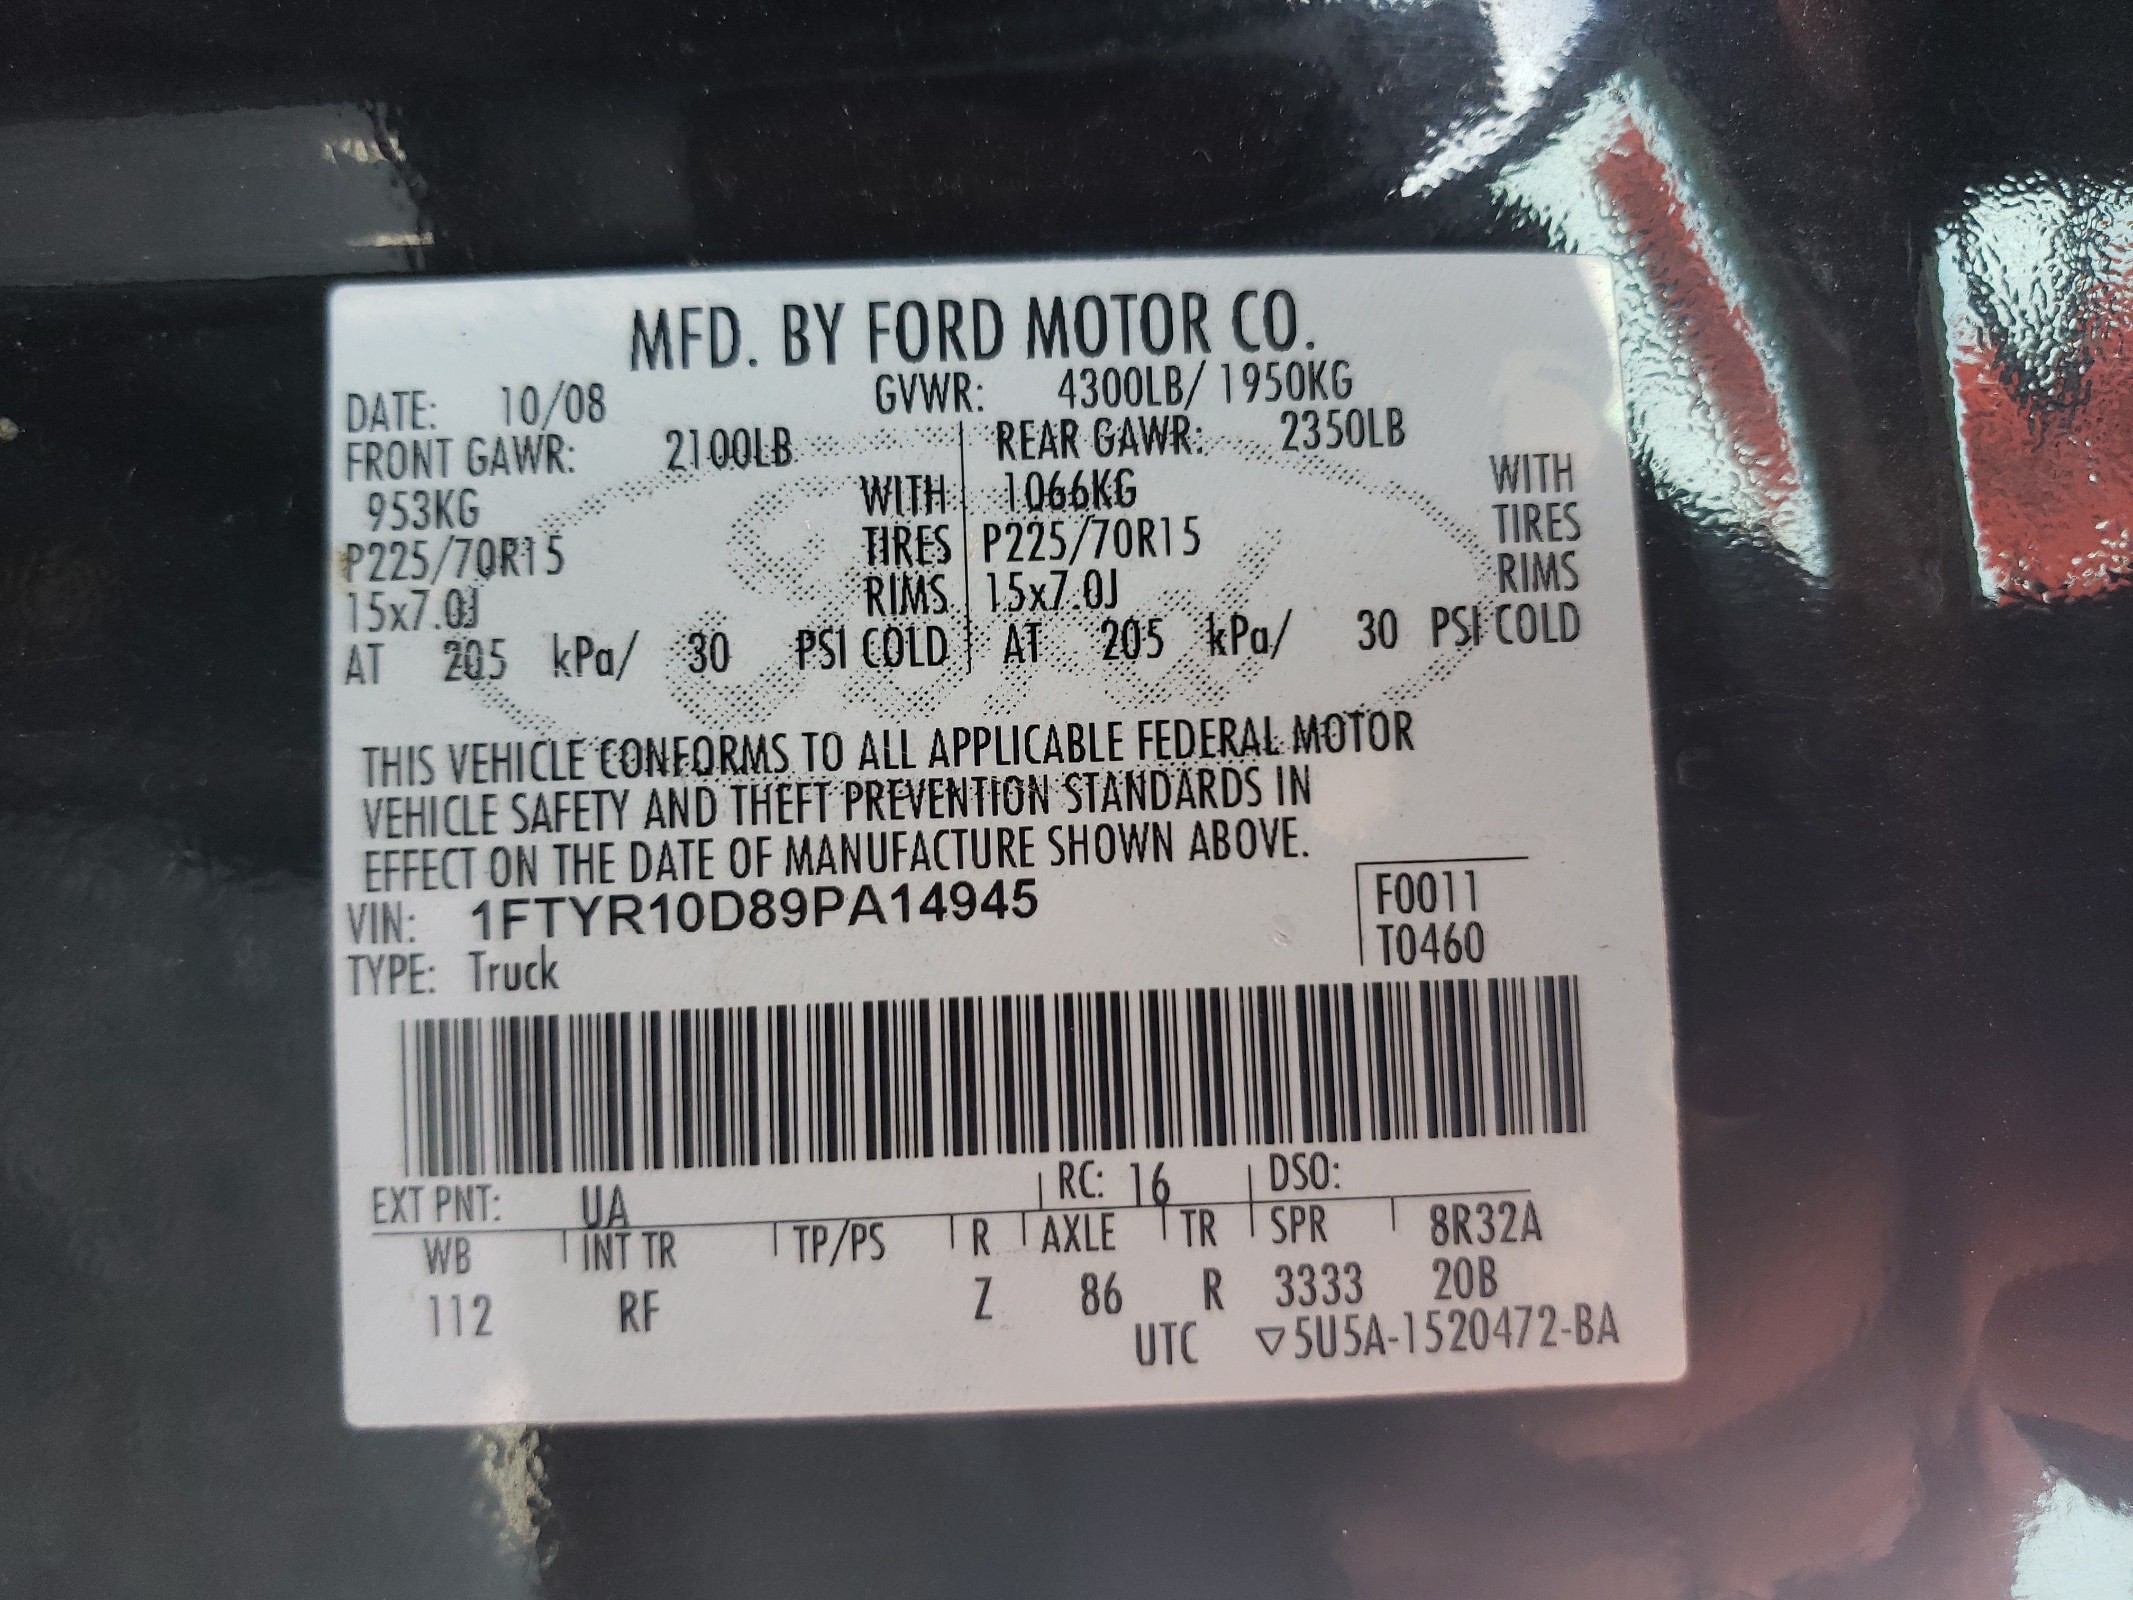 MFD. BY FORD MOTOR CO.
DATE: 10/08 GVWR: 4300LB/ 1950KG
FRONT GAWR: 2100LB REAR GAWR: 2350LB
953KG WITH 1066KG WITH
P225/70R15 TIRES P225/70R15 TIRES
15x7.0J RIMS 15x7.0J RIMS
AT 205 kPa/ 30 PSI COLD AT 205 kPa/ 30 PSI COLD
THIS VEHICLE CONFORMS TO ALL APPLICABLE FEDERAL MOTOR
VEHICLE SAFETY AND THEFT PREVENTION STANDARDS IN
EFFECT ON THE DATE OF MANUFACTURE SHOWN ABOVE.
VIN: 1FTYR10D89PA14945 F0011
TYPE: Truck T0460
EXT PNT: UA RC: 16 DSO:
WB INT TR TP/PS R AXLE TR SPR 8R32A
112 RF Z 86 R 3333 20B
UTC ▽5U5A-1520472-BA